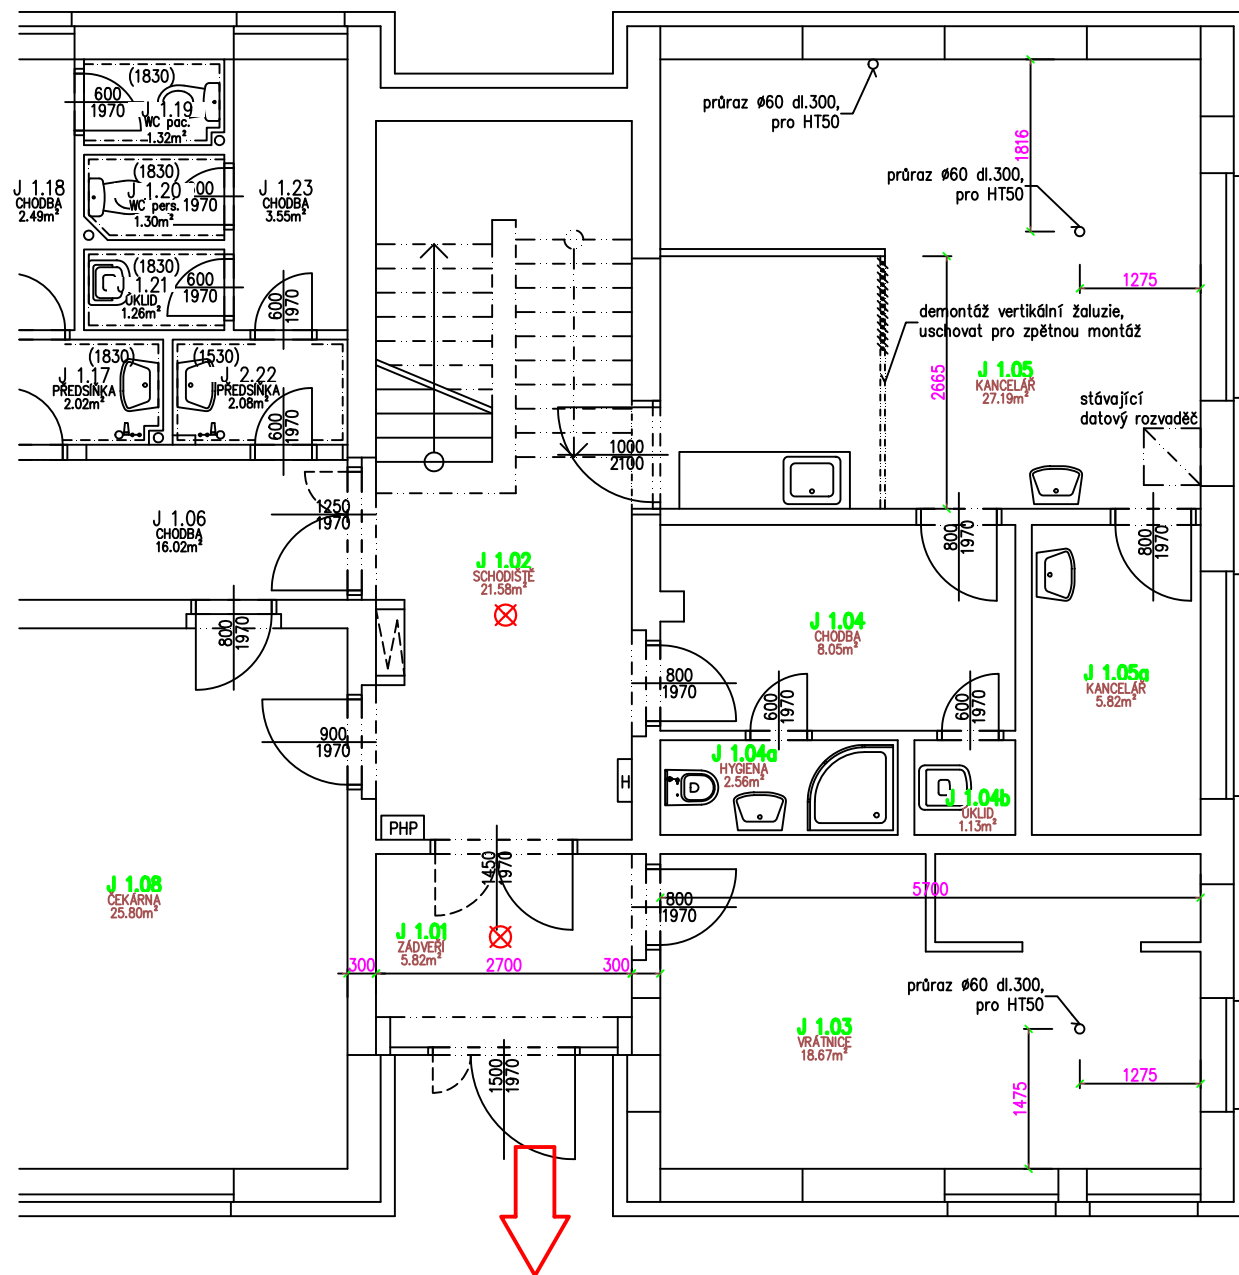 (1830)
600
1970
J 1.19
WC pac.
1.32m²
průraz ø60 dl.300,
pro HT50
1816
(1830)
J 1.18
CHODBA
2.49m²
J 1.20
WC pers.
1.30m²
1970
J 1.23
CHODBA
3.55m²
průraz ø60 dl.300,
pro HT50
(1830)
1.21
ÚKLID
1.26m²
600
1970
600
1970
1275
demontáž vertikální žaluzie,
uschovat pro zpětnou montáž
(1830)
J 1.17
PŘEDSÍŇKA
2.02m²
(1530)
J 2.22
PŘEDSÍŇKA
2.08m²
600
1970
2665
J 1.05
KANCELÁŘ
27.19m²
stávající
datový rozvaděč
1000
2100
1250
1970
J 1.06
CHODBA
16.02m²
J 1.02
SCHODIŠTĚ
21.58m²
800
1970
800
1970
J 1.04
CHODBA
8.05m²
800
1970
800
1970
J 1.05a
KANCELÁŘ
5.82m²
600
1970
600
1970
900
1970
J 1.04a
HYGIENA
2.56m²
H
J 1.04b
ÚKLID
1.13m²
PHP
1450
1970
J 1.08
ČEKÁRNA
25.80m²
800
1970
5700
J 1.01
ZÁDVEŘÍ
5.82m²
300
2700
300
průraz ø60 dl.300,
pro HT50
J 1.03
VRÁTNICE
18.67m²
1500
1970
1475
1275